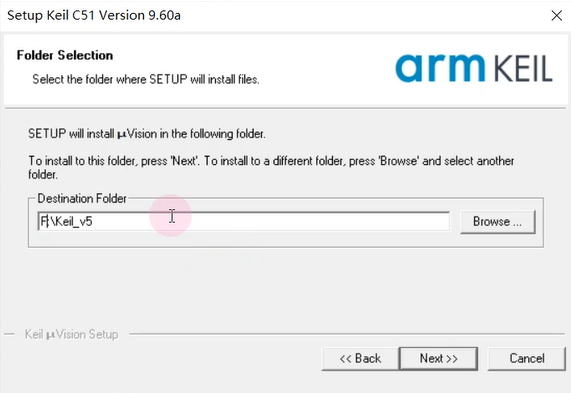 Setup Keil C51 Version 9.60a
Folder Selection
Select the folder where SETUP will install files.
arm KEIL
SETUP will install µVision in the following folder.
To install to this folder, press 'Next'. To install to a different folder, press 'Browse' and select another
folder.
Destination Folder
F:\Keil_v5
Browse ...
Keil µVision Setup
<< Back
Next >>
Cancel